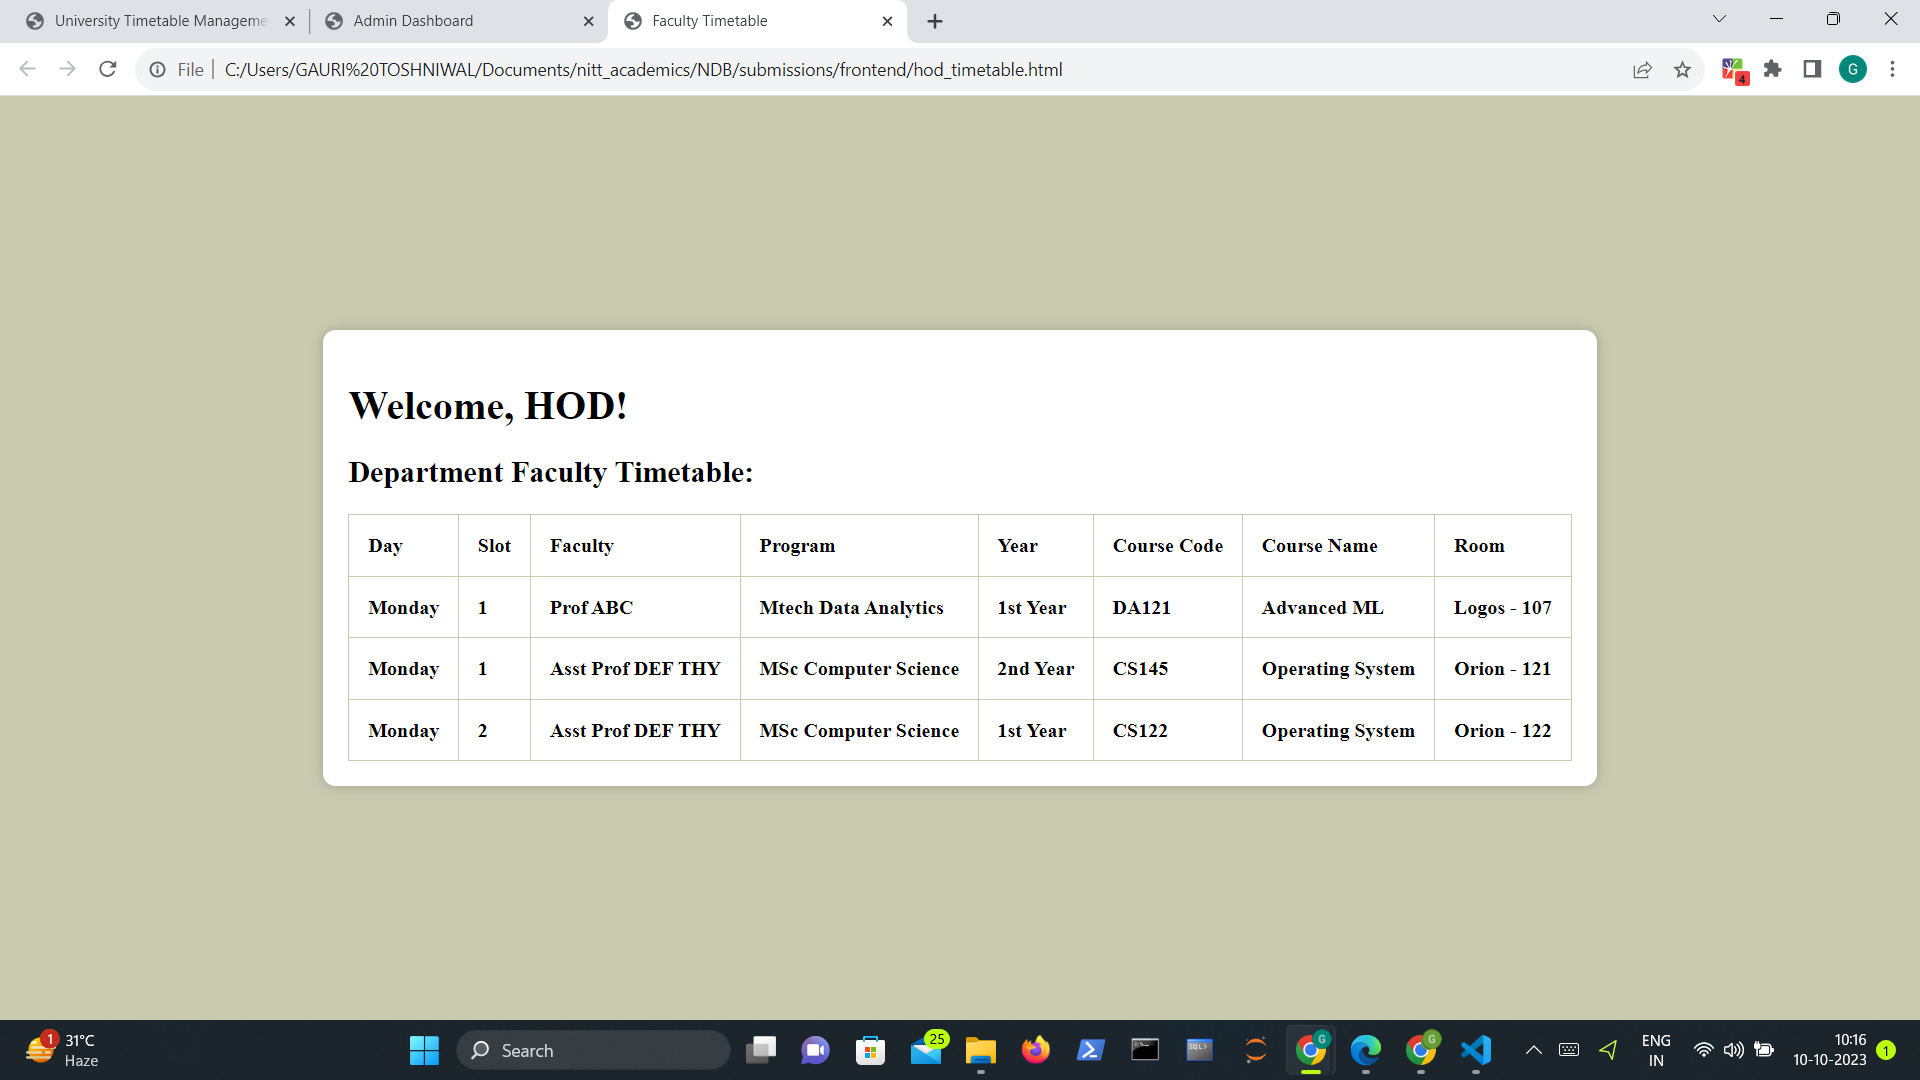 University Timetable Manageme
Admin Dashboard
Faculty Timetable
File
C:/Users/GAURI%20TOSHNIWAL/Documents/nitt_academics/NDB/submissions/frontend/hod_timetable.html
4
G
Welcome, HOD!
Department Faculty Timetable:
Day Slot Faculty Program Year Course Code Course Name Room
Monday 1 Prof ABC Mtech Data Analytics 1st Year DA121 Advanced ML Logos - 107
Monday 1 Asst Prof DEF THY MSc Computer Science 2nd Year CS145 Operating System Orion - 121
Monday 2 Asst Prof DEF THY MSc Computer Science 1st Year CS122 Operating System Orion - 122
1
31°C
Haze
Search
25
SQL>
G
G
ENG
IN
10:16
10-10-2023
1